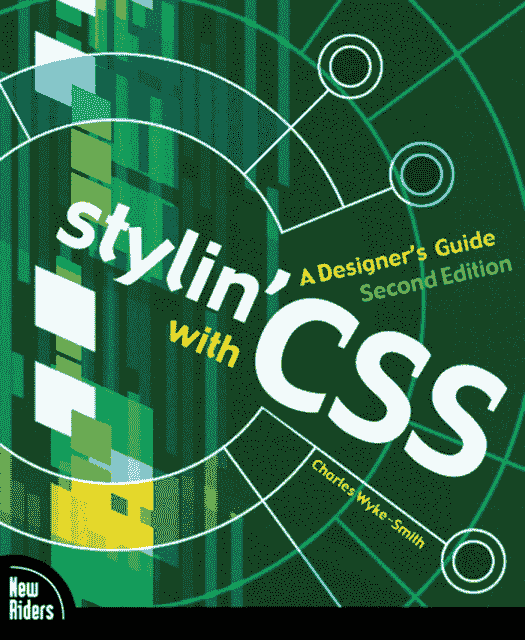 stylin'
with
CSS
A Designer's Guide
Second Edition
Charles Wyke-Smith
New
Riders